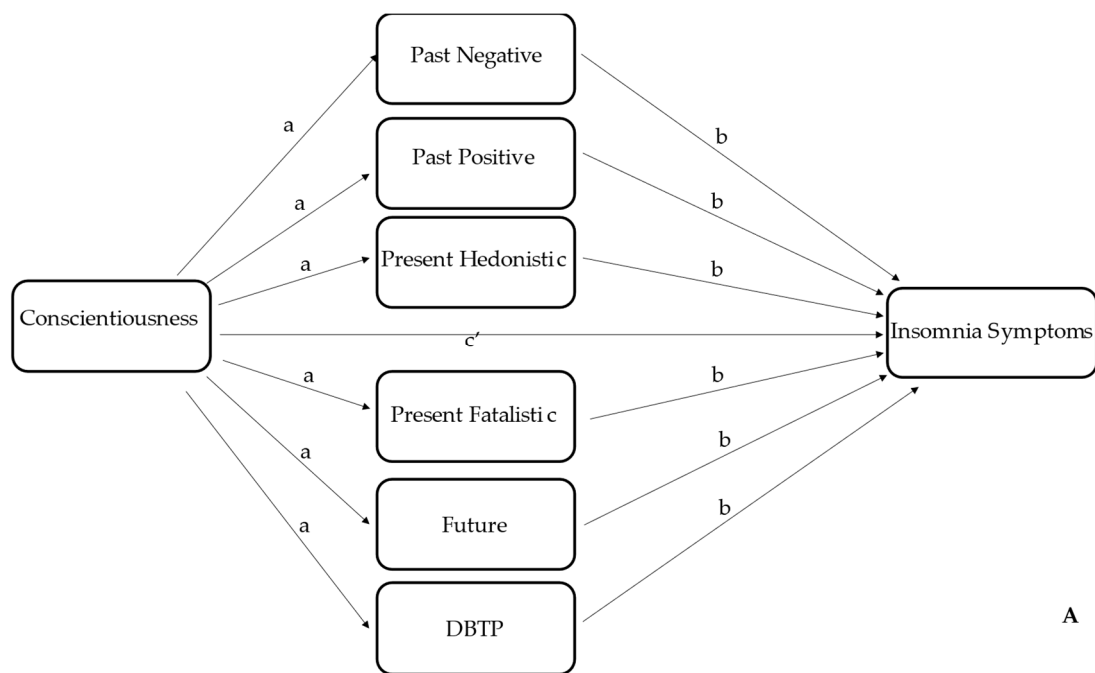 Past Negative
a
b
Past Positive
a
b
Present Hedonistic
a
b
Conscientiousness
c’
Insomnia Symptoms
a
b
Present Fatalistic
a
b
Future
a
b
DBTP
A